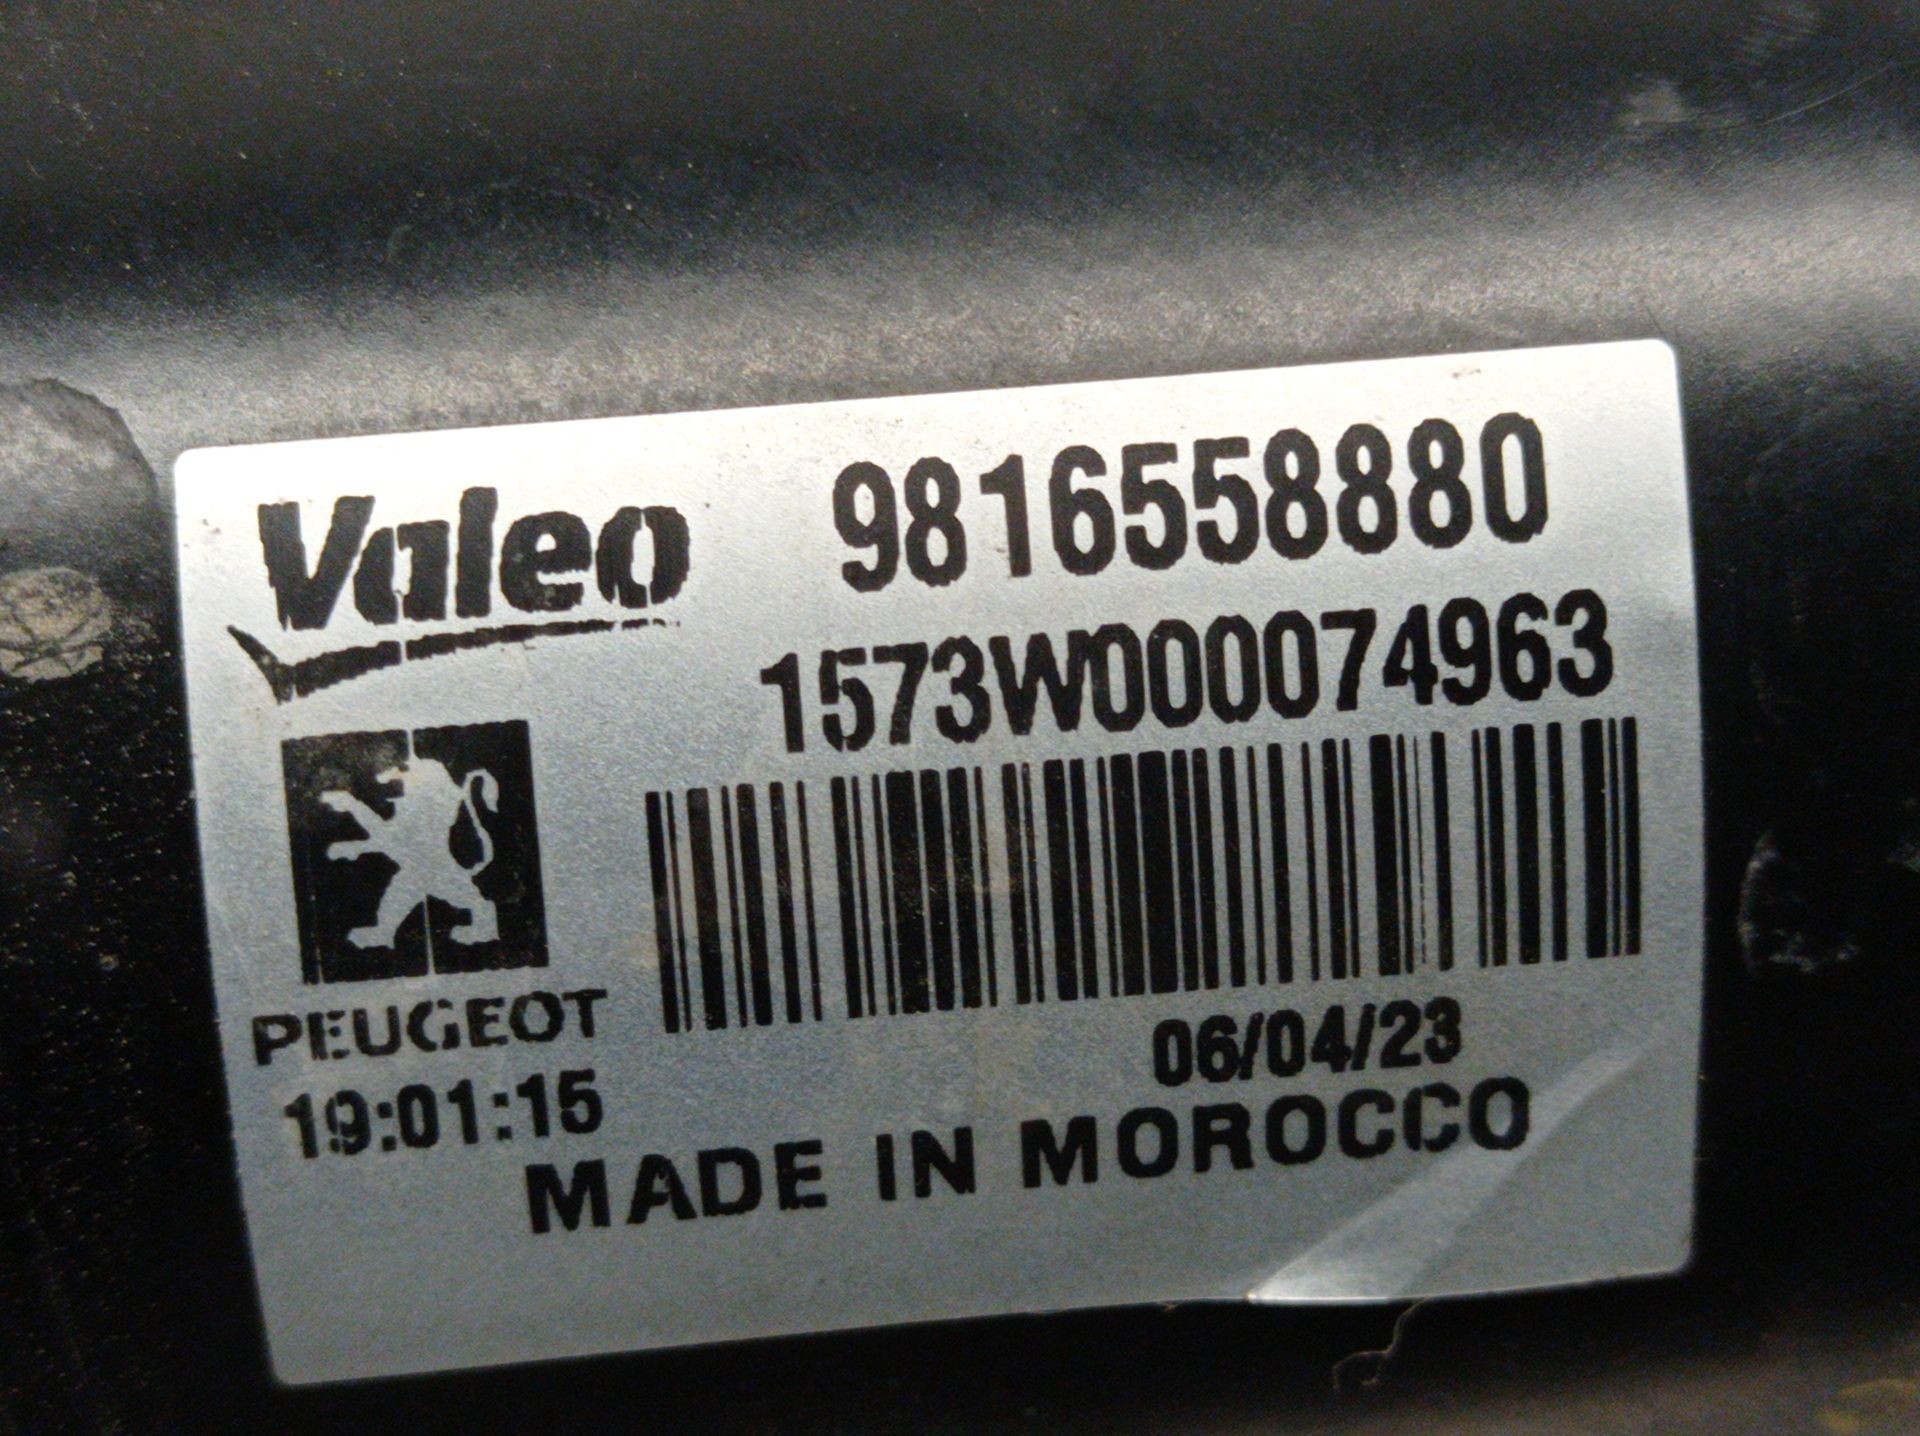 Valeo 9816558880
1573W000074963
PEUGEOT
19:01:15 06/04/23
MADE IN MOROCCO